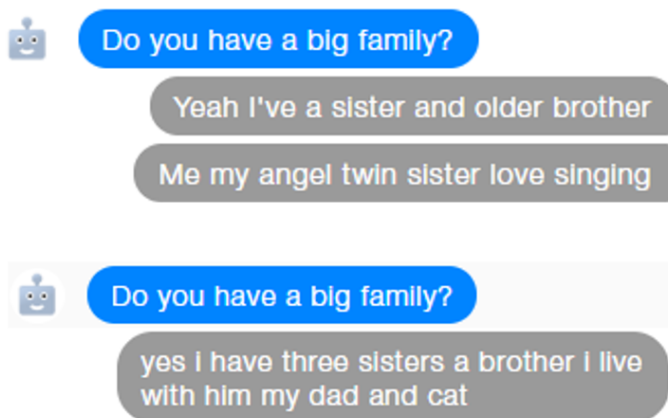 Do you have a big family?
Yeah I've a sister and older brother
Me my angel twin sister love singing
Do you have a big family?
yes i have three sisters a brother i live
with him my dad and cat